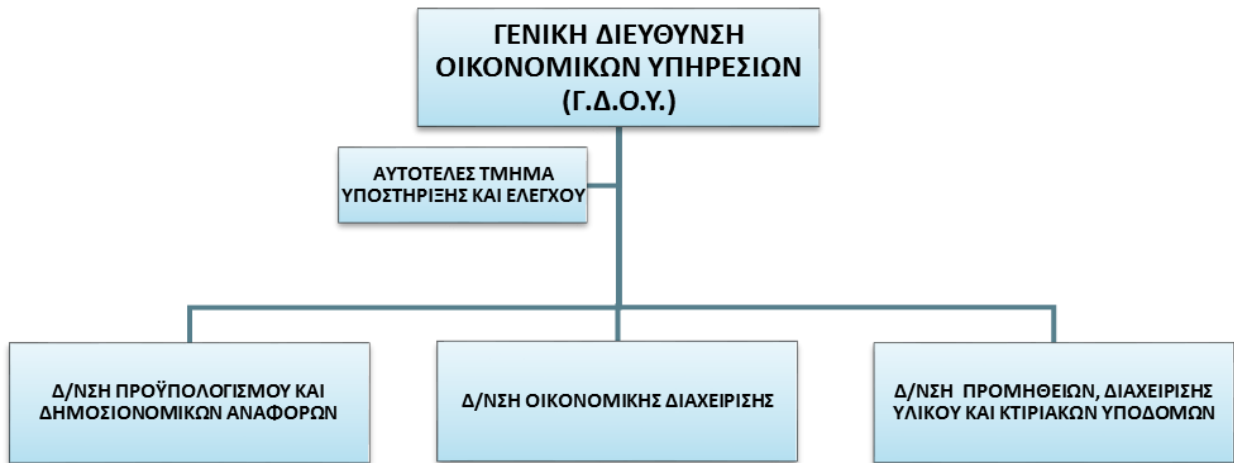 ΓΕΝΙΚΗ ΔΙΕΥΘΥΝΣΗ
ΟΙΚΟΝΟΜΙΚΩΝ ΥΠΗΡΕΣΙΩΝ
(Γ.Δ.Ο.Υ.)
ΑΥΤΟΤΕΛΕΣ ΤΜΗΜΑ
ΥΠΟΣΤΗΡΙΞΗΣ ΚΑΙ ΕΛΕΓΧΟΥ
Δ/ΝΣΗ ΠΡΟΫΠΟΛΟΓΙΣΜΟΥ ΚΑΙ
ΔΗΜΟΣΙΟΝΟΜΙΚΩΝ ΑΝΑΦΟΡΩΝ
Δ/ΝΣΗ ΟΙΚΟΝΟΜΙΚΗΣ ΔΙΑΧΕΙΡΙΣΗΣ
Δ/ΝΣΗ ΠΡΟΜΗΘΕΙΩΝ, ΔΙΑΧΕΙΡΙΣΗΣ
ΥΛΙΚΟΥ ΚΑΙ ΚΤΙΡΙΑΚΩΝ ΥΠΟΔΟΜΩΝ